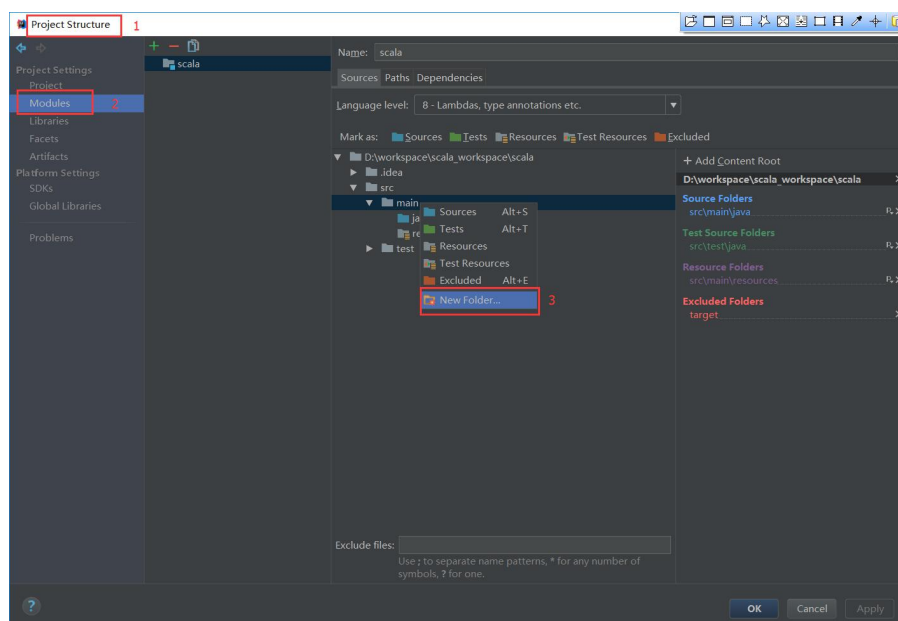 Project Structure 1
Project Settings
Project
Modules 2
Libraries
Facets
Artifacts
Platform Settings
SDKs
Global Libraries
Problems
scala
Name: scala
Sources Paths Dependencies
Language level: 8 - Lambdas, type annotations etc.
Mark as: Sources Tests Resources Test Resources Excluded
D:\workspace\scala_workspace\scala
.idea
src
main
ja
re
test
Sources Alt+S
Tests Alt+T
Resources
Test Resources
Excluded Alt+E
New Folder... 3
+ Add Content Root
D:\workspace\scala_workspace\scala
Source Folders
src\main\java
Test Source Folders
src\test\java
Resource Folders
src\main\resources
Excluded Folders
target
Exclude files:
Use ; to separate name patterns, * for any number of
symbols, ? for one.
?
OK Cancel Apply